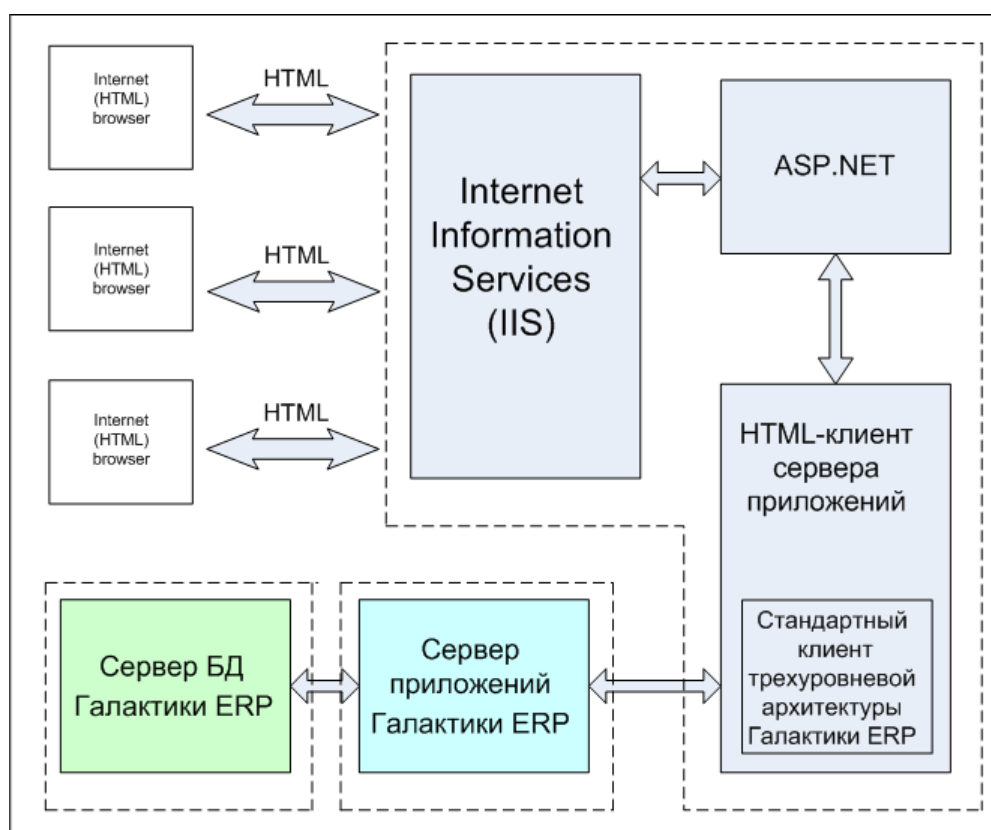 Internet
(HTML)
browser
HTML
Internet
Information
Services
(IIS)
ASP.NET
Internet
(HTML)
browser
HTML
Internet
(HTML)
browser
HTML
HTML-клиент
сервера
приложений
Стандартный
клиент
трехуровневой
архитектуры
Галактики ERP
Сервер БД
Галактики ERP
Сервер
приложений
Галактики ERP